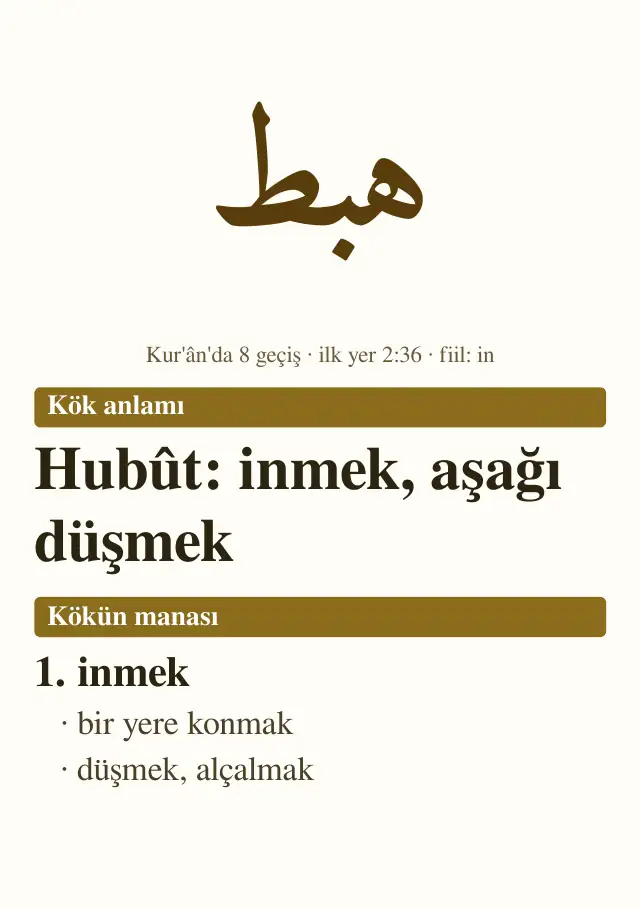 هبط
Kur'ân'da 8 geçiş · ilk yer 2:36 · fiil: in
Kök anlamı
Hubût: inmek, aşağı
düşmek
Kökün manası
1. inmek
· bir yere konmak
· düşmek, alçalmak